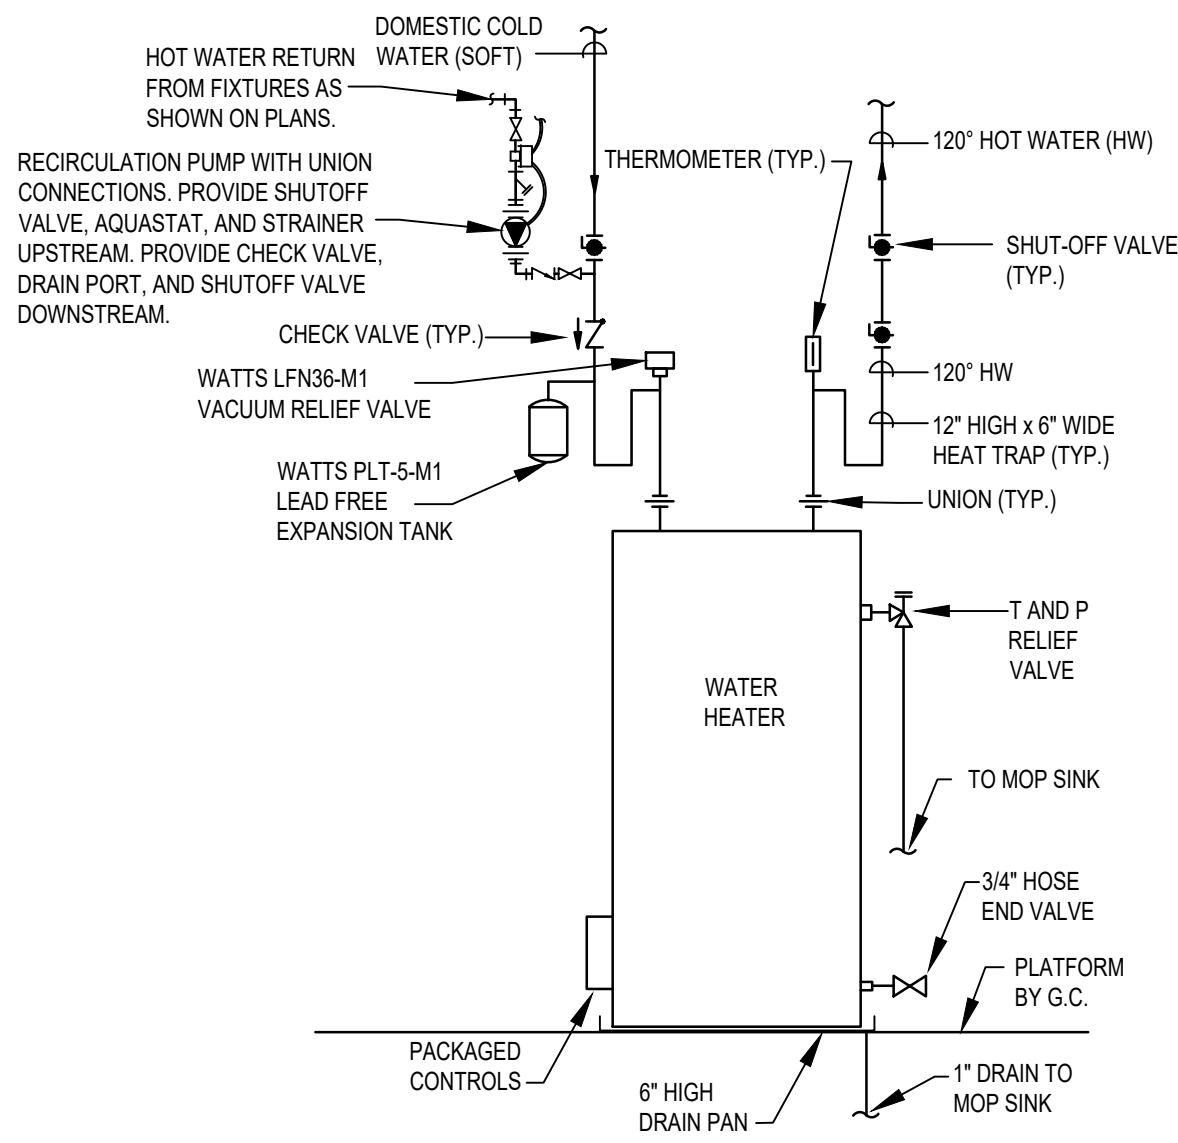 DOMESTIC COLD
WATER (SOFT)
HOT WATER RETURN
FROM FIXTURES AS
SHOWN ON PLANS.
120° HOT WATER (HW)
THERMOMETER (TYP.)
RECIRCULATION PUMP WITH UNION
CONNECTIONS. PROVIDE SHUTOFF
VALVE, AQUASTAT, AND STRAINER
UPSTREAM. PROVIDE CHECK VALVE,
DRAIN PORT, AND SHUTOFF VALVE
DOWNSTREAM.
SHUT-OFF VALVE
(TYP.)
CHECK VALVE (TYP.)
WATTS LFN36-M1
VACUUM RELIEF VALVE
120° HW
12" HIGH x 6" WIDE
HEAT TRAP (TYP.)
WATTS PLT-5-M1
LEAD FREE
EXPANSION TANK
UNION (TYP.)
T AND P
RELIEF
VALVE
WATER
HEATER
TO MOP SINK
3/4" HOSE
END VALVE
PLATFORM
BY G.C.
PACKAGED
CONTROLS
6" HIGH
DRAIN PAN
1" DRAIN TO
MOP SINK